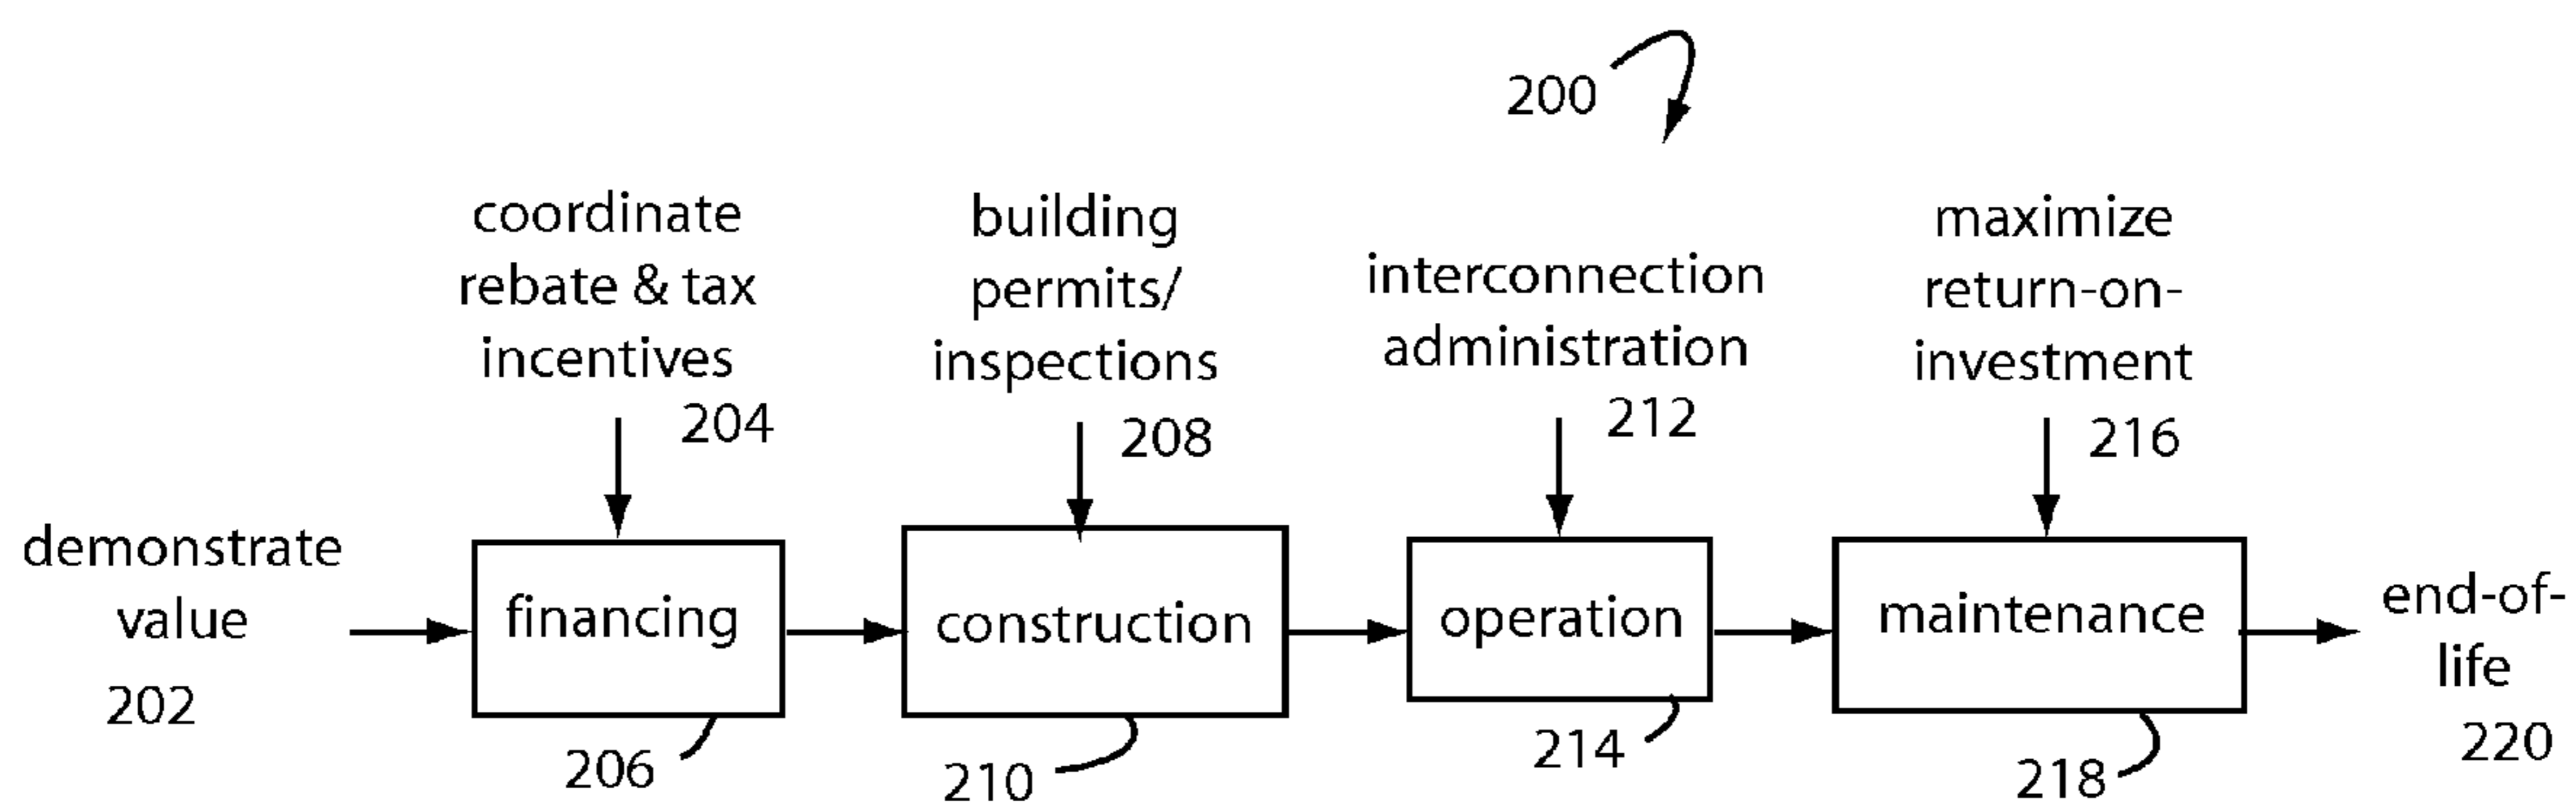 200
coordinate
rebate & tax
incentives
204
building
permits/
inspections
208
interconnection
administration
212
maximize
return-on-
investment
216
demonstrate
value
202
financing
206
construction
210
operation
214
maintenance
218
end-of-
life
220